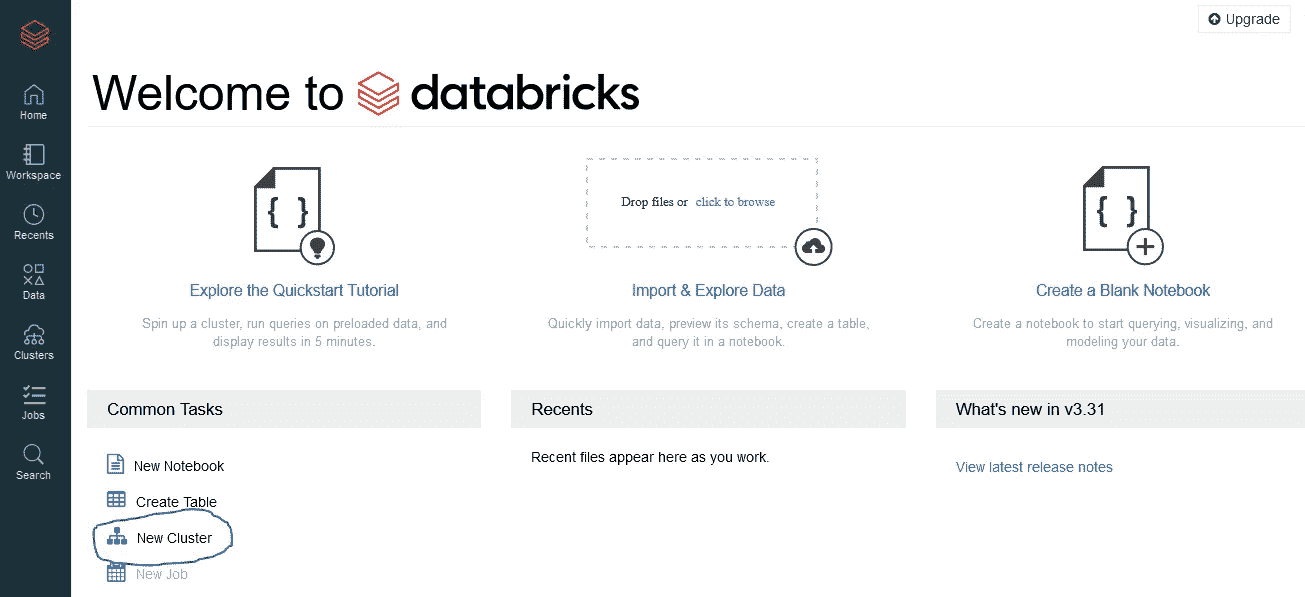 Upgrade
Welcome to databricks
Home
Workspace
Recents
Data
Clusters
Jobs
Search
Drop files or click to browse
Explore the Quickstart Tutorial
Spin up a cluster, run queries on preloaded data, and
display results in 5 minutes.
Import & Explore Data
Quickly import data, preview its schema, create a table,
and query it in a notebook.
Create a Blank Notebook
Create a notebook to start querying, visualizing, and
modeling your data.
Common Tasks
New Notebook
Create Table
New Cluster
New Job
Recents
Recent files appear here as you work.
What's new in v3.31
View latest release notes